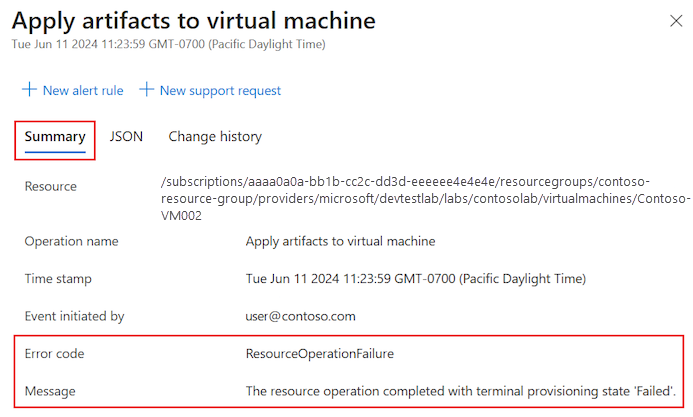 Apply artifacts to virtual machine
Tue Jun 11 2024 11:23:59 GMT-0700 (Pacific Daylight Time)
New alert rule New support request
Summary JSON Change history
Resource /subscriptions/aaaa0a0a-bb1b-cc2c-dd3d-eeeeee4e4e4e/resourcegroups/contoso-
resource-group/providers/microsoft/devtestlab/labs/contosolab/virtualmachines/Contoso-
VM002
Operation name Apply artifacts to virtual machine
Time stamp Tue Jun 11 2024 11:23:59 GMT-0700 (Pacific Daylight Time)
Event initiated by user@contoso.com
Error code ResourceOperationFailure
Message The resource operation completed with terminal provisioning state 'Failed'.